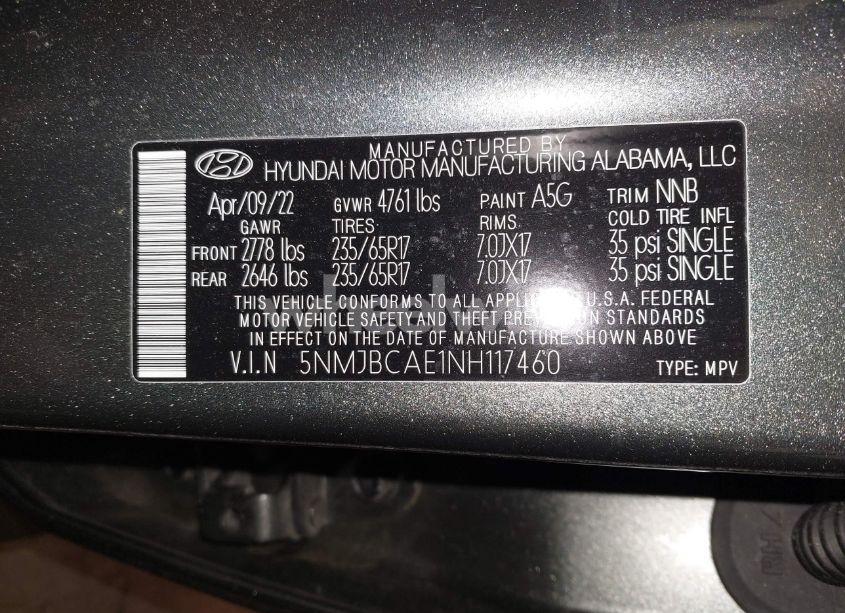 MANUFACTURED BY
HYUNDAI MOTOR MANUFACTURING ALABAMA, LLC
Apr/09/22 GVWR 4761 lbs PAINT A5G TRIM NNB
GAWR TIRES RIMS COLD TIRE INFL
FRONT 2778 lbs 235/65R17 7.0JX17 35 psi SINGLE
REAR 2646 lbs 235/65R17 7.0JX17 35 psi SINGLE
THIS VEHICLE CONFORMS TO ALL U.S.A. FEDERAL
MOTOR VEHICLE SAFETY AND THEFT PREVENTION STANDARDS
IN EFFECT ON THE DATE OF MANUFACTURE SHOWN ABOVE
V.I.N 5NMJBCAE1NH117460 TYPE: MPV
RH